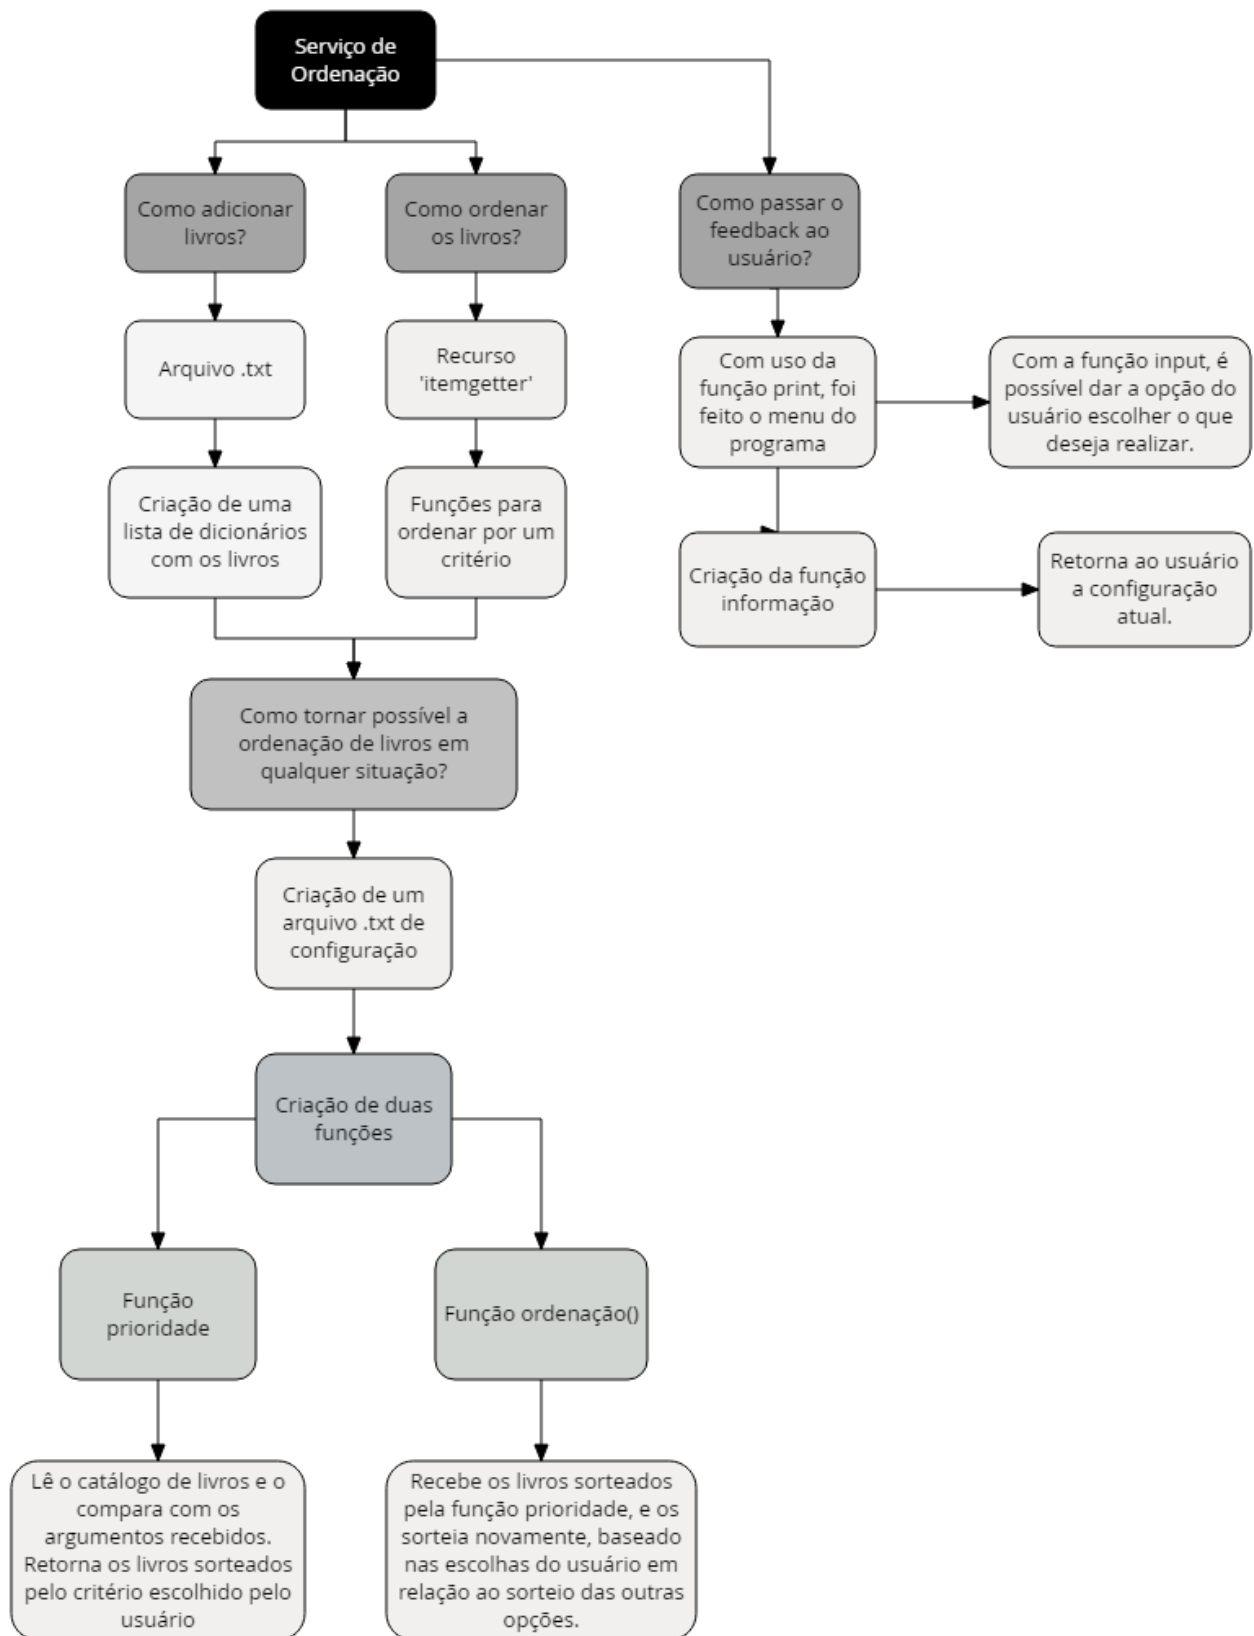 Serviço de
Ordenação
Como adicionar
livros?
Como ordenar
os livros?
Como passar o
feedback ao
usuário?
Arquivo .txt
Recurso
'itemgetter'
Com uso da
função print, foi
feito o menu do
programa
Com a função input, é
possível dar a opção do
usuário escolher o que
deseja realizar.
Criação de uma
lista de dicionários
com os livros
Funções para
ordenar por um
critério
Criação da função
informação
Retorna ao usuário
a configuração
atual.
Como tornar possível a
ordenação de livros em
qualquer situação?
Criação de um
arquivo .txt de
configuração
Criação de duas
funções
Função
prioridade
Função ordenação()
Lê o catálogo de livros e o
compara com os
argumentos recebidos.
Retorna os livros sorteados
pelo critério escolhido pelo
usuário
Recebe os livros sorteados
pela função prioridade, e os
sorteia novamente, baseado
nas escolhas do usuário em
relação ao sorteio das outras
opções.